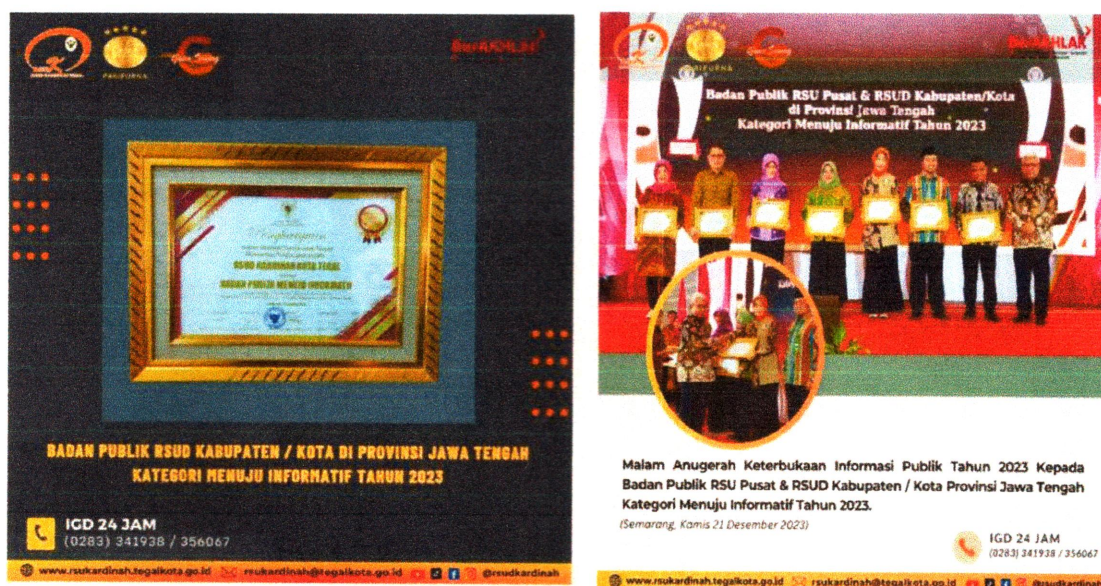 PARIPURNA
BerAKHLAK
Penghargaan
RSUD KARDINAH KOTA TEGAL
BADAN PUBLIK MENUJU INFORMATIF
BADAN PUBLIK RSUD KABUPATEN / KOTA DI PROVINSI JAWA TENGAH
KATEGORI MENUJU INFORMATIF TAHUN 2023
IGD 24 JAM
(0283) 341938 / 356067
www.rsukardinah.tegalkota.go.id rsukardinah@tegalkota.go.id @rsudkardinah
PARIPURNA
BerAKHLAK
Badan Publik RSU Pusat & RSUD Kabupaten/Kota
di Provinsi Jawa Tengah
Kategori Menuju Informatif Tahun 2023
Malam Anugerah Keterbukaan Informasi Publik Tahun 2023 Kepada
Badan Publik RSU Pusat & RSUD Kabupaten / Kota Provinsi Jawa Tengah
Kategori Menuju Informatif Tahun 2023.
(Semarang, Kamis 21 Desember 2023)
IGD 24 JAM
(0283) 341938 / 356067
www.rsukardinah.tegalkota.go.id rsukardinah@tegalkota.go.id @rsudkardinah